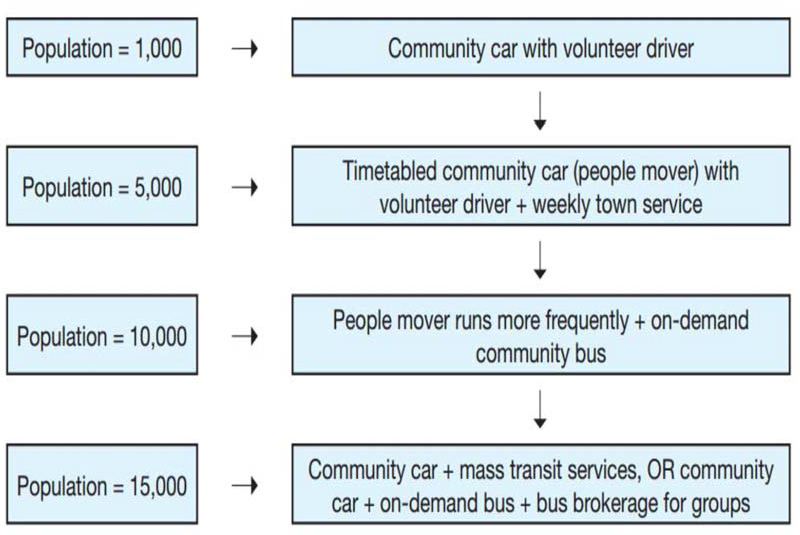 Population = 1,000
Community car with volunteer driver
Population = 5,000
Timetabled community car (people mover) with
volunteer driver + weekly town service
Population = 10,000
People mover runs more frequently + on-demand
community bus
Population = 15,000
Community car + mass transit services, OR community
car + on-demand bus + bus brokerage for groups